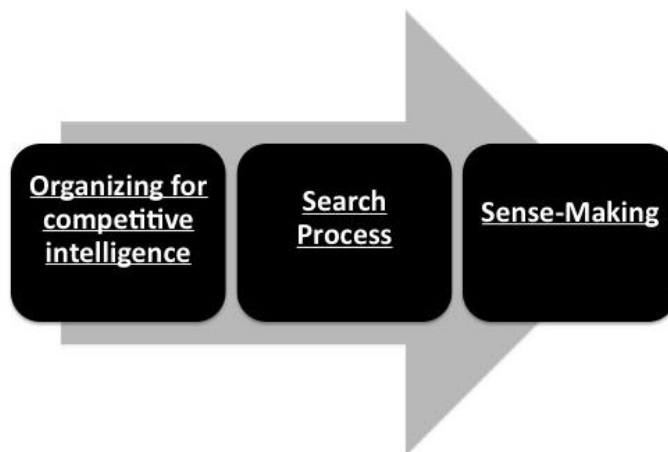 Organizing for
competitive
intelligence
Search
Process
Sense-Making